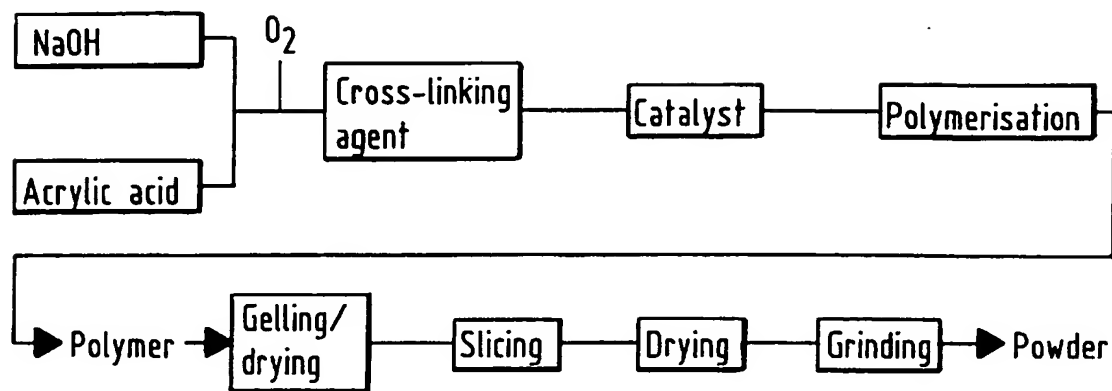 NaOH
O2
Cross-linking
agent
Catalyst
Polymerisation
Acrylic acid
Polymer
Gelling/
drying
Slicing
Drying
Grinding
Powder